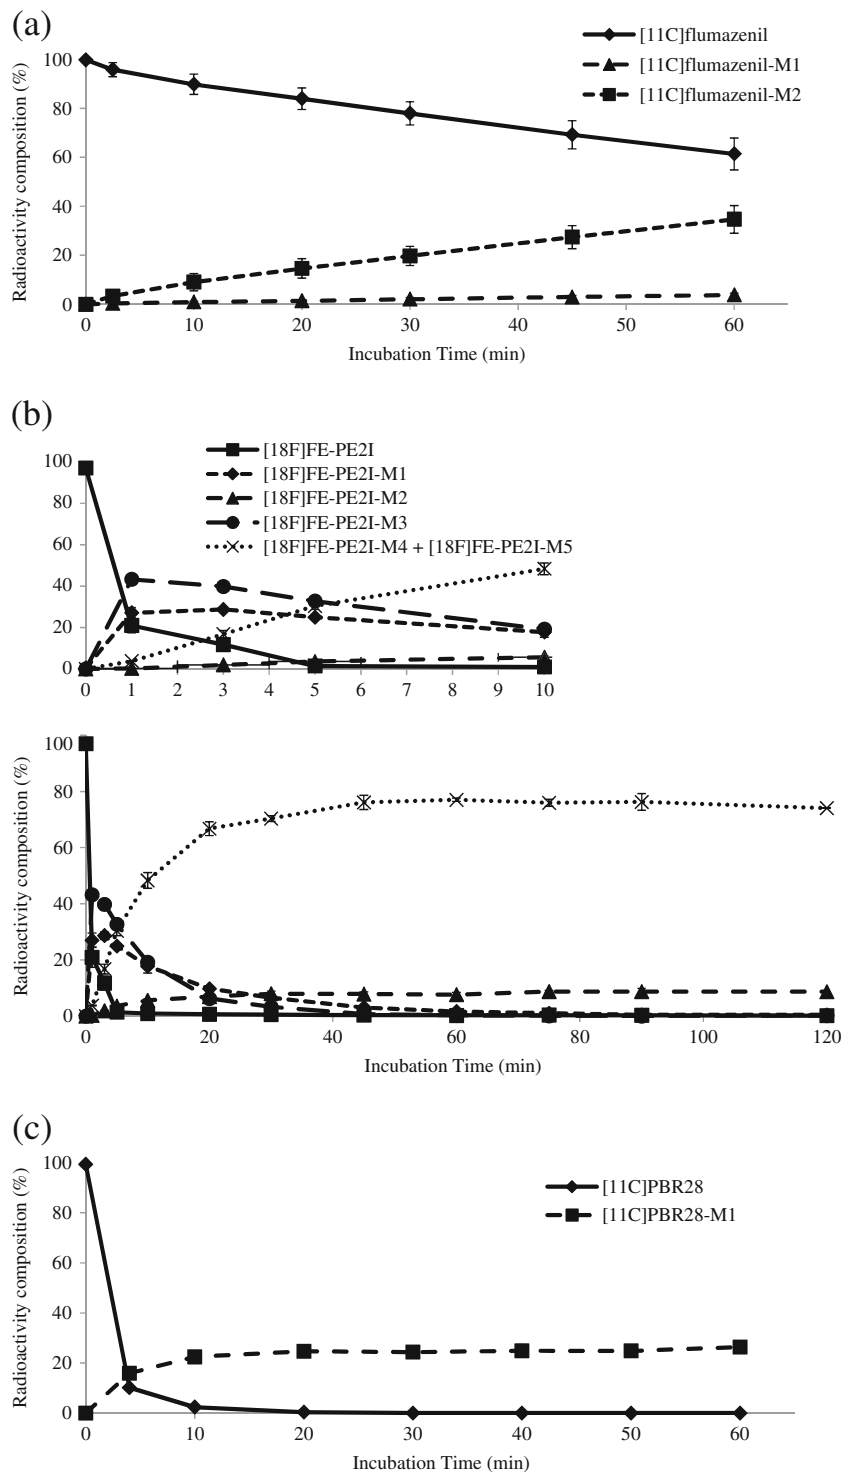 (a)
[11C]flumazenil
[11C]flumazenil-M1
[11C]flumazenil-M2
Radioactivity composition (%)
100
80
60
40
20
0
0 10 20 30 40 50 60
Incubation Time (min)
(b)
[18F]FE-PE2I
[18F]FE-PE2I-M1
[18F]FE-PE2I-M2
[18F]FE-PE2I-M3
[18F]FE-PE2I-M4 + [18F]FE-PE2I-M5
100
80
60
40
20
0
0 1 2 3 4 5 6 7 8 9 10
Radioactivity composition (%)
100
80
60
40
20
0
0 20 40 60 80 100 120
Incubation Time (min)
(c)
[11C]PBR28
[11C]PBR28-M1
Radioactivity composition (%)
100
80
60
40
20
0
0 10 20 30 40 50 60
Incubation Time (min)